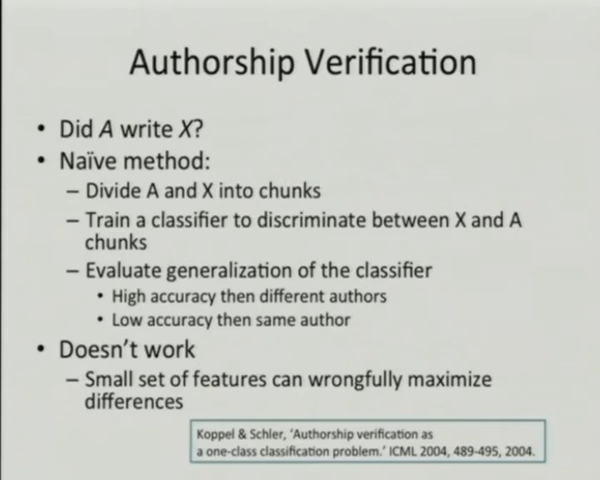 Authorship Verification
• Did A write X?
• Naïve method:
– Divide A and X into chunks
– Train a classifier to discriminate between X and A
chunks
– Evaluate generalization of the classifier
• High accuracy then different authors
• Low accuracy then same author
• Doesn't work
– Small set of features can wrongfully maximize
differences
Koppel & Schler, 'Authorship verification as
a one-class classification problem.' ICML 2004, 489-495, 2004.